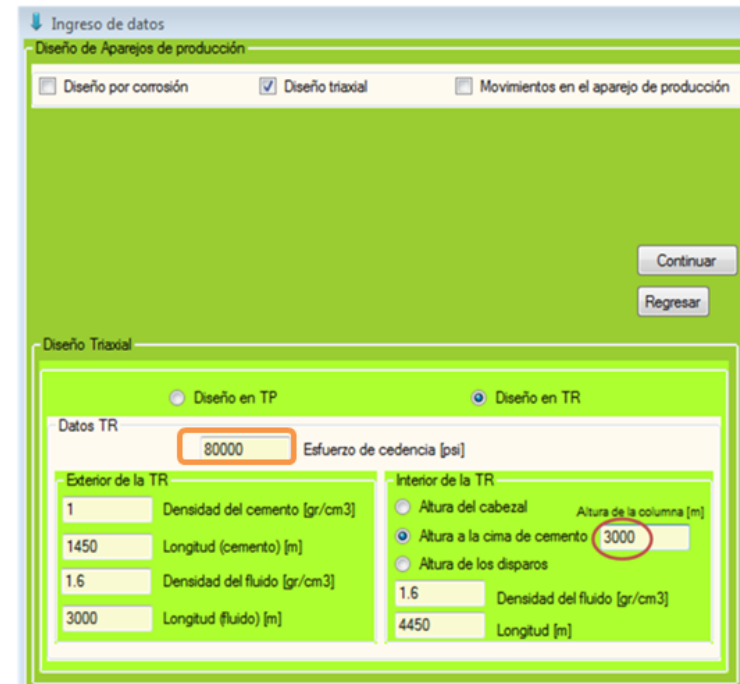 Ingreso de datos
Diseño de Aparejos de producción
Diseño por corrosión Diseño triaxial Movimientos en el aparejo de producción
Continuar
Regresar
Diseño Triaxial
Diseño en TP Diseño en TR
Datos TR
80000 Esfuerzo de cedencia [psi]
Exterior de la TR
1 Densidad del cemento [gr/cm3]
1450 Longitud (cemento) [m]
1.6 Densidad del fluido [gr/cm3]
3000 Longitud (fluido) [m]
Interior de la TR
Altura del cabezal Altura de la columna [m]
Altura a la cima de cemento 3000
Altura de los disparos
1.6 Densidad del fluido [gr/cm3]
4450 Longitud [m]